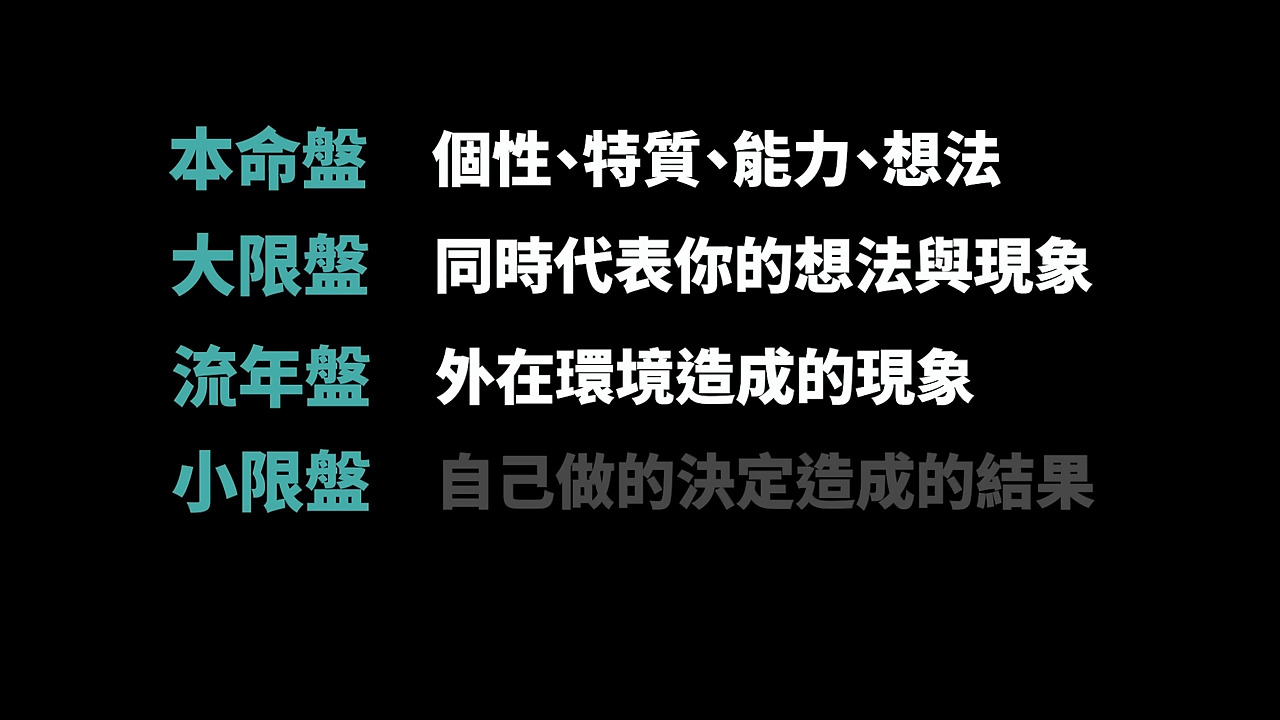 本命盤 個性、特質、能力、想法
大限盤 同時代表你的想法與現象
流年盤 外在環境造成的現象
小限盤 自己做的決定造成的結果